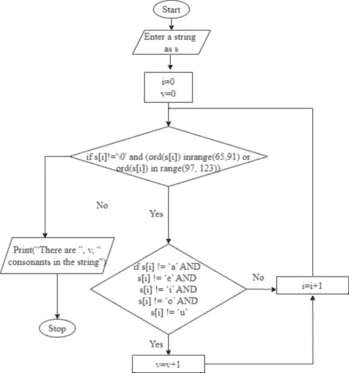 Start
Enter a string
as s
i=0
v=0
if s[i]!='\0' and (ord(s[i]) inrange(65,91) or
ord(s[i]) in range(97, 123))
No
Yes
Print("There are ", v, "
consonants in the string")
if s[i] != 'a' AND
s[i] != 'e' AND
s[i] != 'i' AND
s[i] != 'o' AND
s[i] != 'u'
No
i=i+1
Stop
Yes
v=v+1